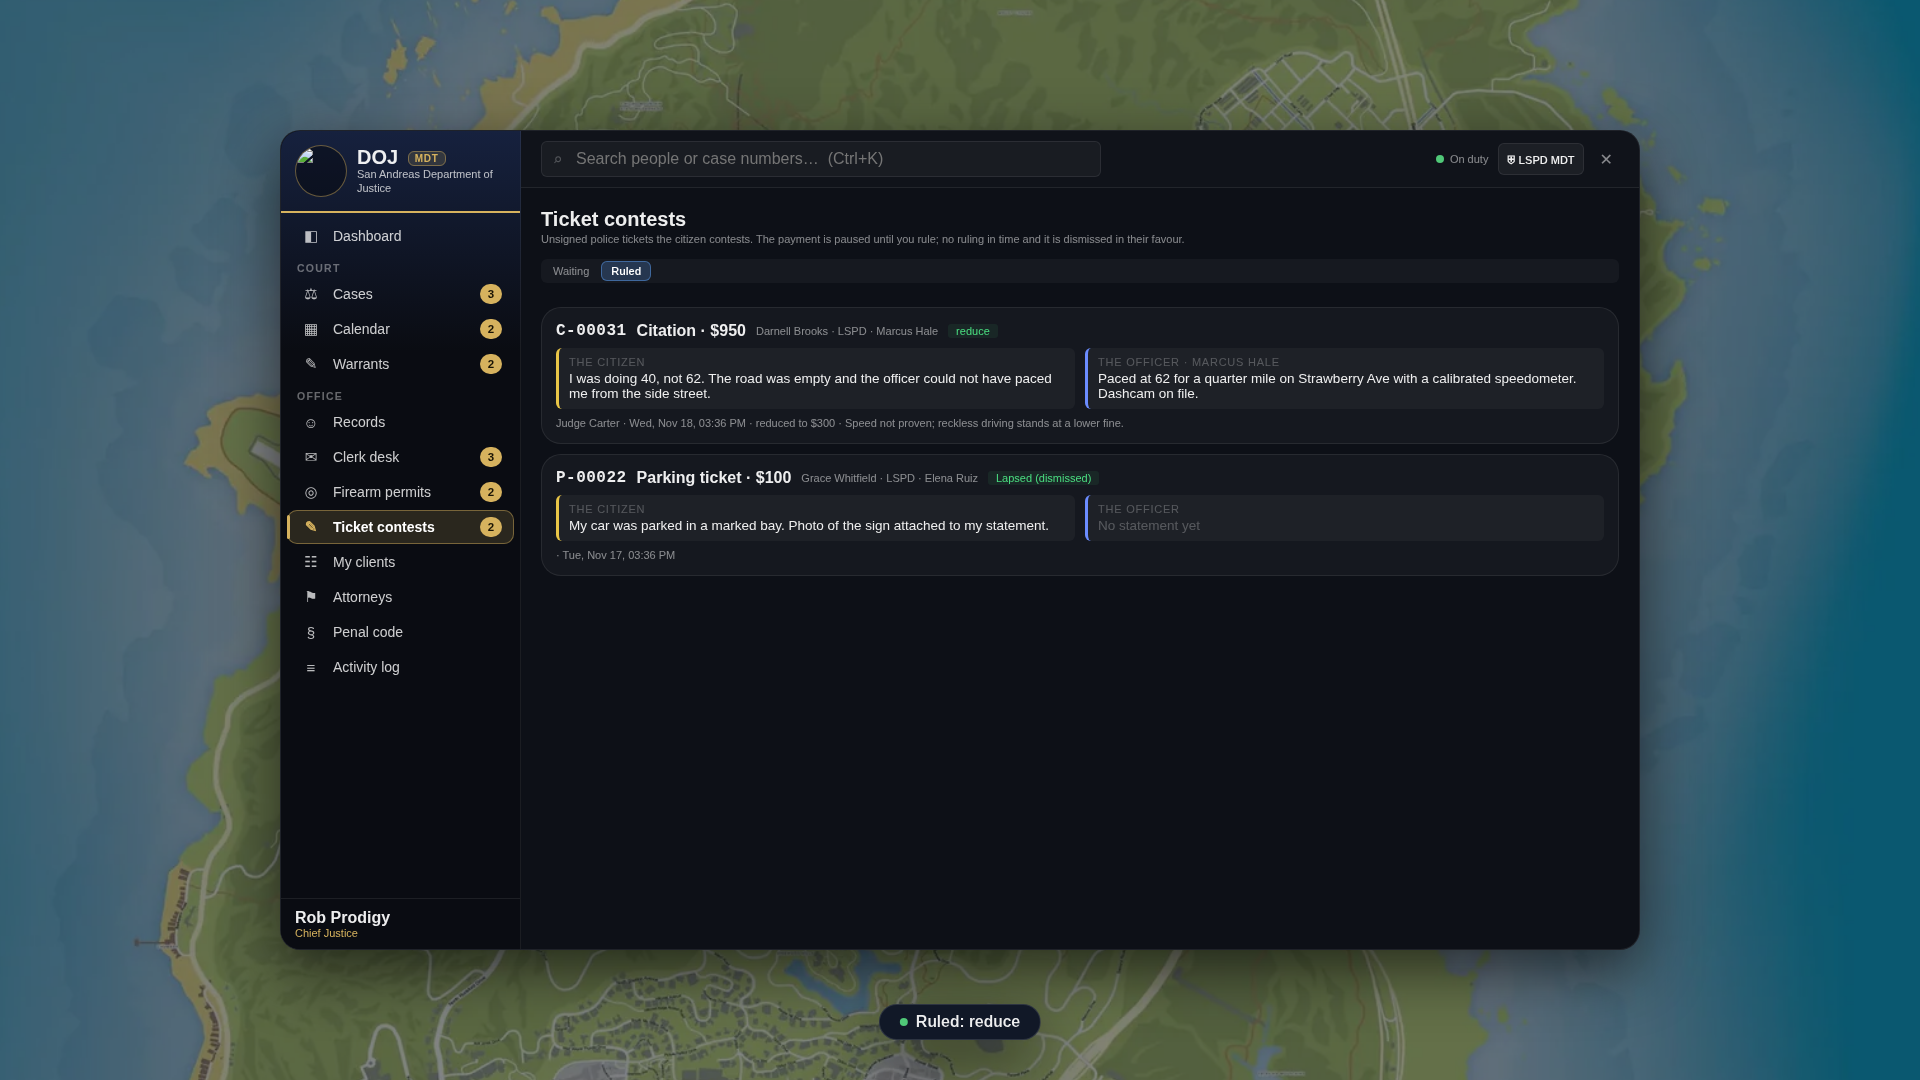 DOJ MDT
San Andreas Department of
Justice
Search people or case numbers… (Ctrl+K)
On duty
LSPD MDT
Dashboard
COURT
Cases 3
Calendar 2
Warrants 2
OFFICE
Records
Clerk desk 3
Firearm permits 2
Ticket contests 2
My clients
Attorneys
§ Penal code
Activity log
Rob Prodigy
Chief Justice
Ticket contests
Unsigned police tickets the citizen contests. The payment is paused until you rule; no ruling in time and it is dismissed in their favour.
Waiting Ruled
C-00031 Citation · $950 Darnell Brooks · LSPD · Marcus Hale reduce
THE CITIZEN
I was doing 40, not 62. The road was empty and the officer could not have paced
me from the side street.
THE OFFICER · MARCUS HALE
Paced at 62 for a quarter mile on Strawberry Ave with a calibrated speedometer.
Dashcam on file.
Judge Carter · Wed, Nov 18, 03:36 PM · reduced to $300 · Speed not proven; reckless driving stands at a lower fine.
P-00022 Parking ticket · $100 Grace Whitfield · LSPD · Elena Ruiz Lapsed (dismissed)
THE CITIZEN
My car was parked in a marked bay. Photo of the sign attached to my statement.
THE OFFICER
No statement yet
· Tue, Nov 17, 03:36 PM
Ruled: reduce